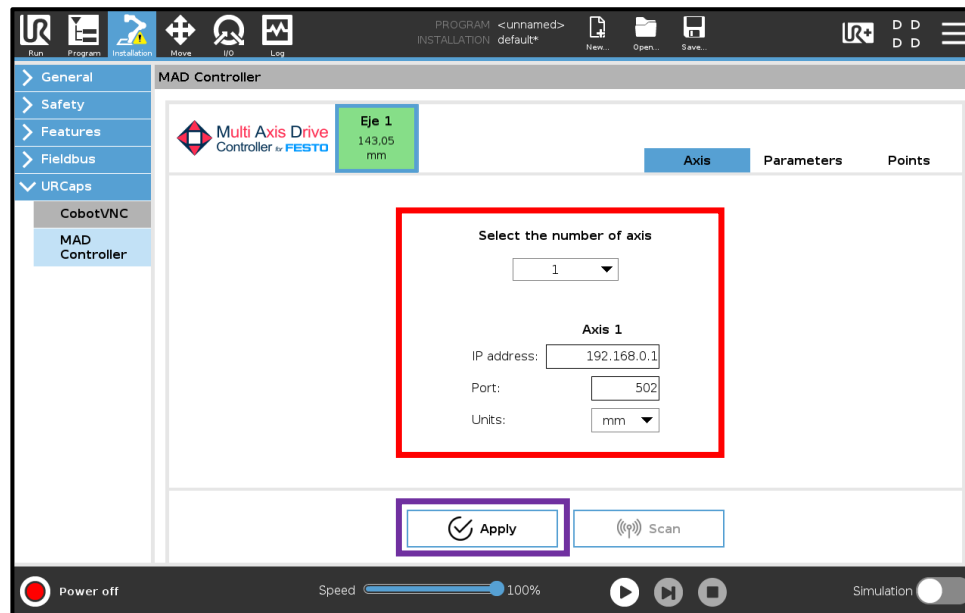 PROGRAM <unnamed>
INSTALLATION default*
Run Program Installation Move I/O Log New... Open... Save...
UR UR+ D D
D D
General
Safety
Features
Fieldbus
URCaps
CobotVNC
MAD
Controller
MAD Controller
Multi Axis Drive
Controller by FESTO
Eje 1
143,05
mm
Axis Parameters Points
Select the number of axis
1
Axis 1
IP address: 192.168.0.1
Port: 502
Units: mm
Apply Scan
Power off Speed 100% Simulation